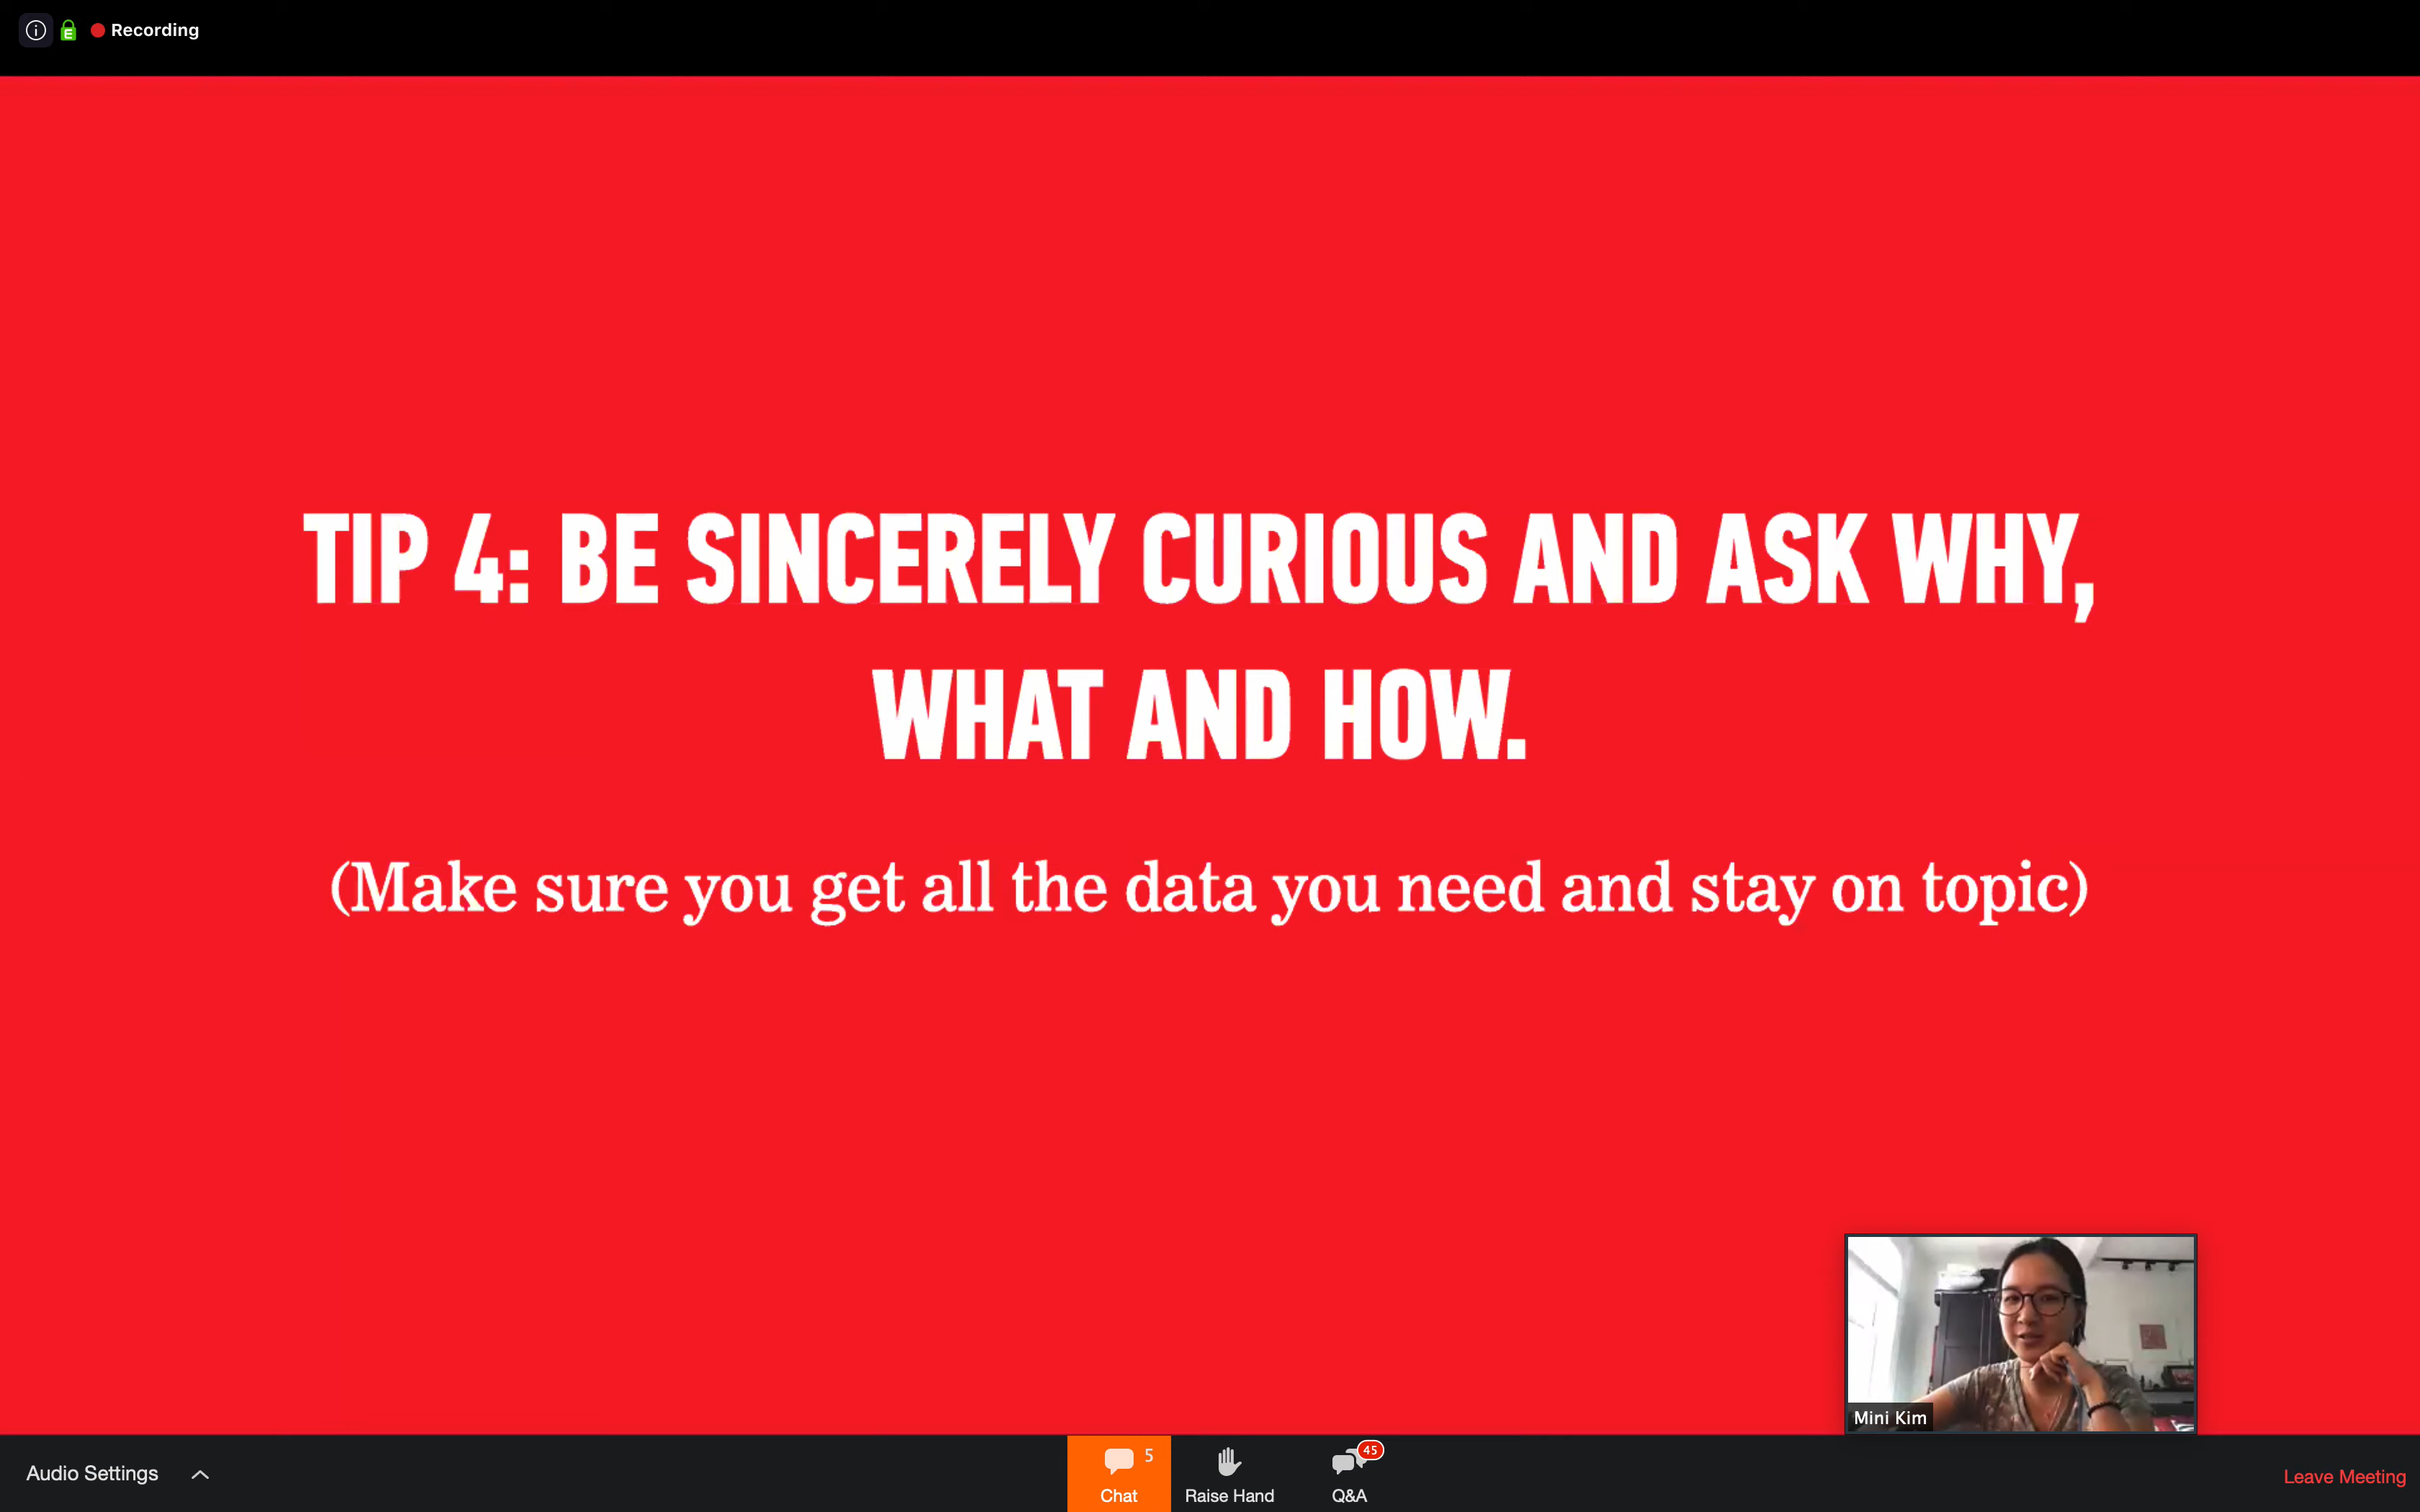 Recording
TIP 4: BE SINCERELY CURIOUS AND ASK WHY,
WHAT AND HOW.
(Make sure you get all the data you need and stay on topic)
Mini Kim
Audio Settings
5
Chat
Raise Hand
45
Q&A
Leave Meeting